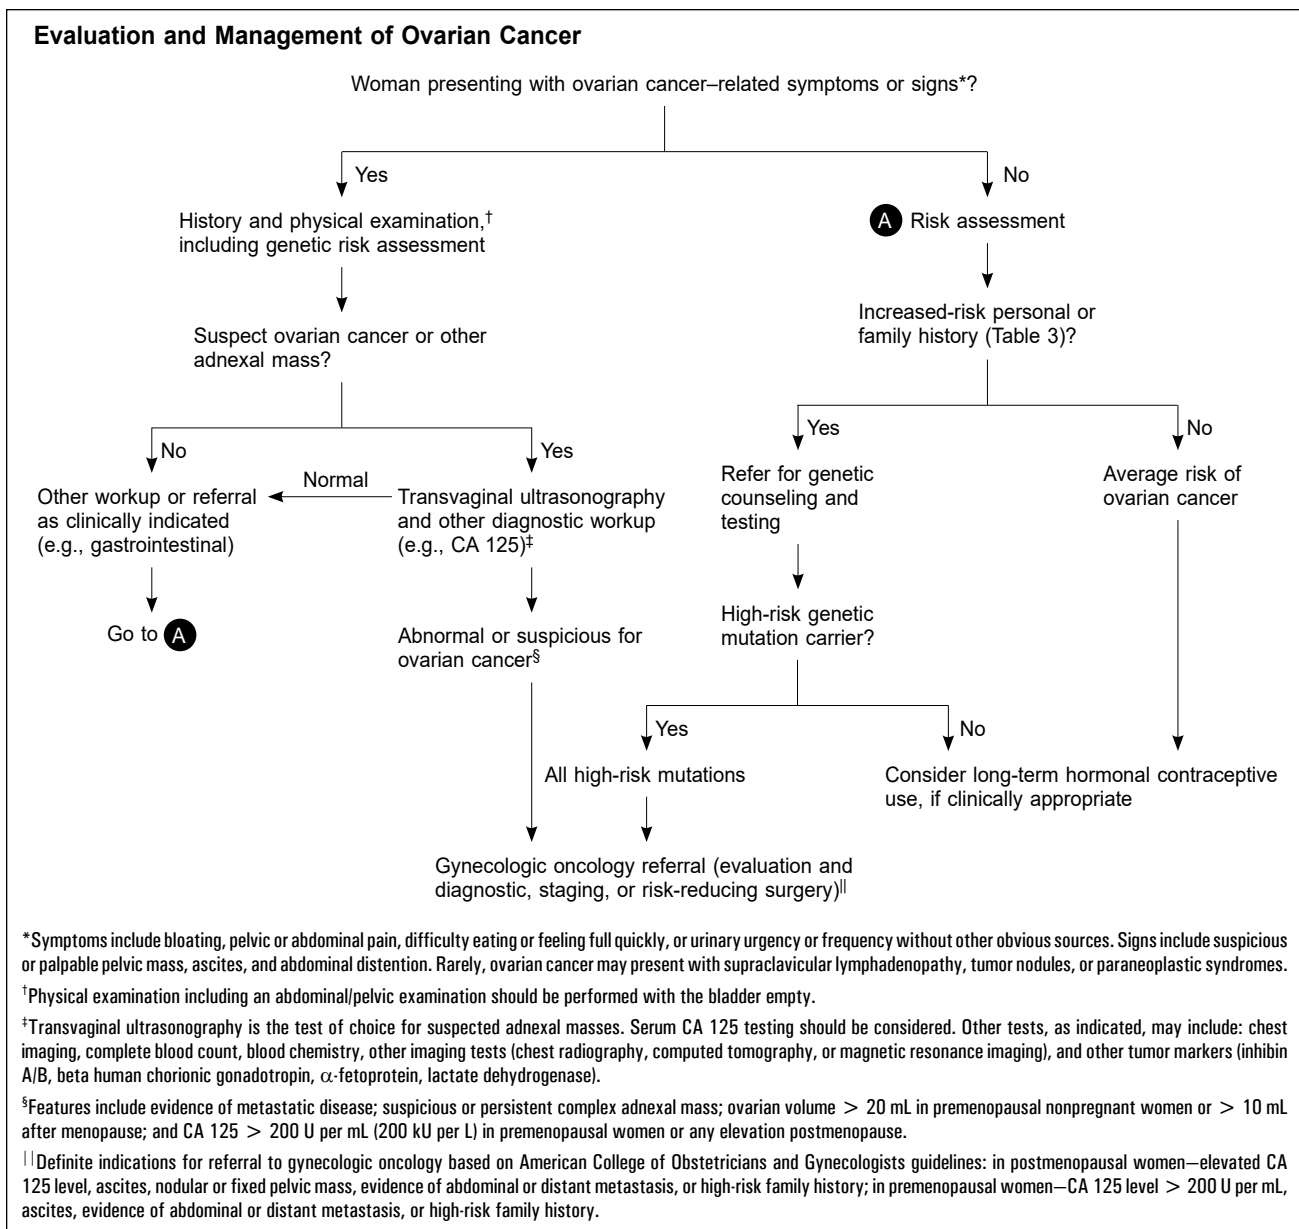 Evaluation and Management of Ovarian Cancer
Woman presenting with ovarian cancer–related symptoms or signs*?
Yes
No
History and physical examination,†
including genetic risk assessment
A Risk assessment
Suspect ovarian cancer or other
adnexal mass?
Increased-risk personal or
family history (Table 3)?
No
Yes
Yes
No
Other workup or referral
as clinically indicated
(e.g., gastrointestinal)
Normal
Transvaginal ultrasonography
and other diagnostic workup
(e.g., CA 125)‡
Refer for genetic
counseling and
testing
Average risk of
ovarian cancer
Go to A
Abnormal or suspicious for
ovarian cancer§
High-risk genetic
mutation carrier?
Yes
No
All high-risk mutations
Consider long-term hormonal contraceptive
use, if clinically appropriate
Gynecologic oncology referral (evaluation and
diagnostic, staging, or risk-reducing surgery)||
*Symptoms include bloating, pelvic or abdominal pain, difficulty eating or feeling full quickly, or urinary urgency or frequency without other obvious sources. Signs include suspicious
or palpable pelvic mass, ascites, and abdominal distention. Rarely, ovarian cancer may present with supraclavicular lymphadenopathy, tumor nodules, or paraneoplastic syndromes.
†Physical examination including an abdominal/pelvic examination should be performed with the bladder empty.
‡Transvaginal ultrasonography is the test of choice for suspected adnexal masses. Serum CA 125 testing should be considered. Other tests, as indicated, may include: chest
imaging, complete blood count, blood chemistry, other imaging tests (chest radiography, computed tomography, or magnetic resonance imaging), and other tumor markers (inhibin
A/B, beta human chorionic gonadotropin, α-fetoprotein, lactate dehydrogenase).
§Features include evidence of metastatic disease; suspicious or persistent complex adnexal mass; ovarian volume > 20 mL in premenopausal nonpregnant women or > 10 mL
after menopause; and CA 125 > 200 U per mL (200 kU per L) in premenopausal women or any elevation postmenopause.
||Definite indications for referral to gynecologic oncology based on American College of Obstetricians and Gynecologists guidelines: in postmenopausal women—elevated CA
125 level, ascites, nodular or fixed pelvic mass, evidence of abdominal or distant metastasis, or high-risk family history; in premenopausal women—CA 125 level > 200 U per mL,
ascites, evidence of abdominal or distant metastasis, or high-risk family history.